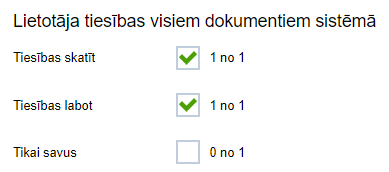 Lietotāja tiesības visiem dokumentiem sistēmā
Tiesības skatīt 1 no 1
Tiesības labot 1 no 1
Tikai savus 0 no 1